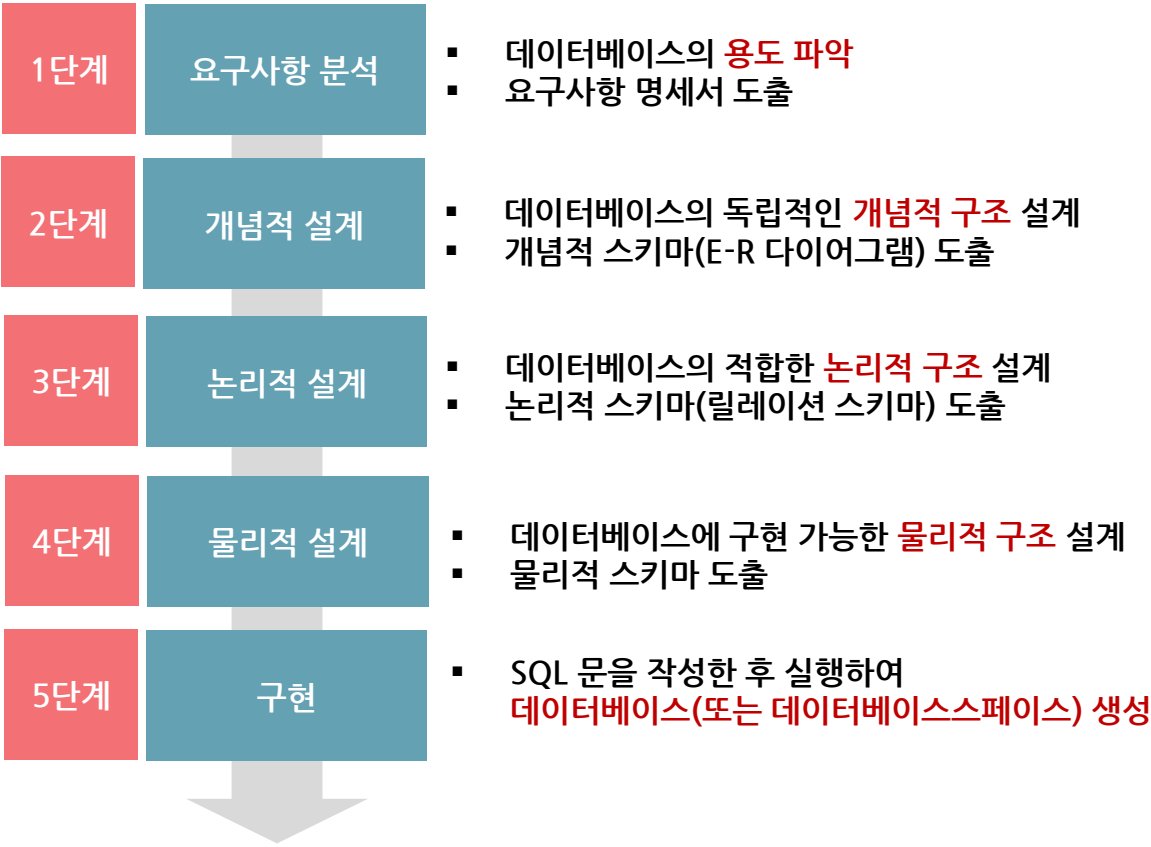 1단계
요구사항 분석
▪ 데이터베이스의 용도 파악
▪ 요구사항 명세서 도출
2단계
개념적 설계
▪ 데이터베이스의 독립적인 개념적 구조 설계
▪ 개념적 스키마(E-R 다이어그램) 도출
3단계
논리적 설계
▪ 데이터베이스의 적합한 논리적 구조 설계
▪ 논리적 스키마(릴레이션 스키마) 도출
4단계
물리적 설계
▪ 데이터베이스에 구현 가능한 물리적 구조 설계
▪ 물리적 스키마 도출
5단계
구현
▪ SQL 문을 작성한 후 실행하여
데이터베이스(또는 데이터베이스스페이스) 생성